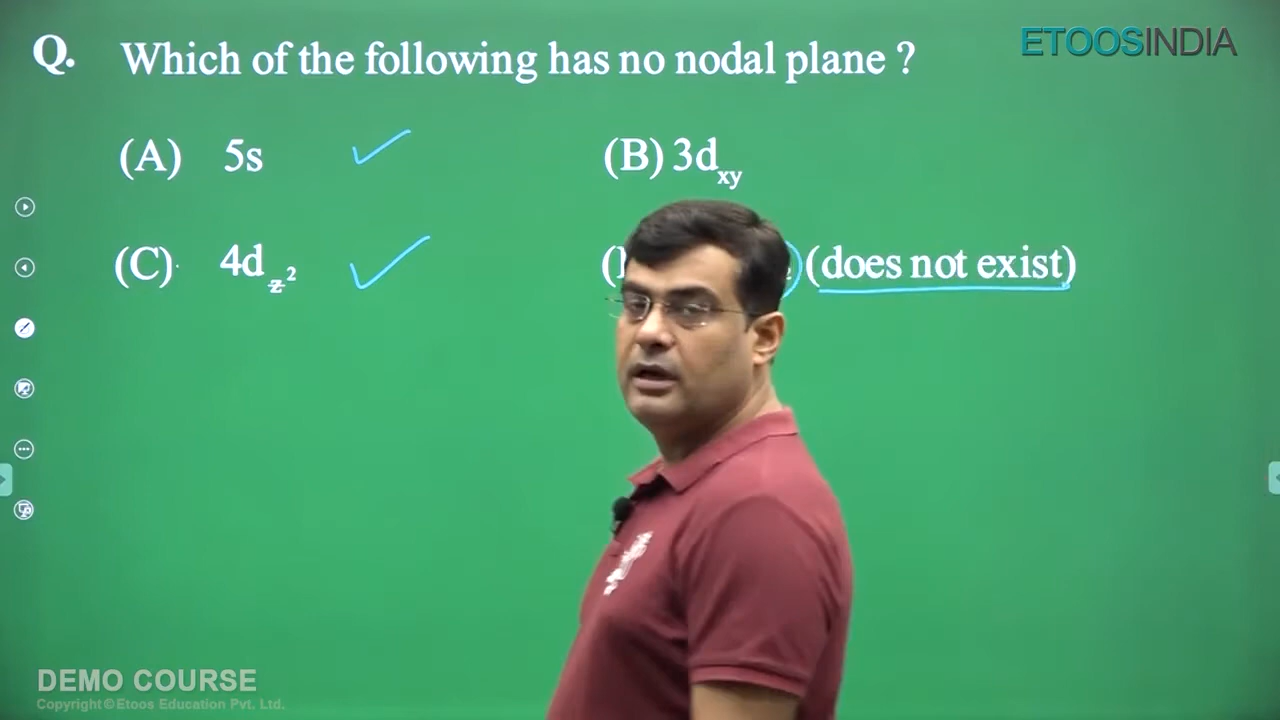 ETOOSINDIA
Q. Which of the following has no nodal plane ?
(A) 5s (B) 3dxy
(C) 4dz² (does not exist)
DEMO COURSE
Copyright©Etoos Education Pvt. Ltd.